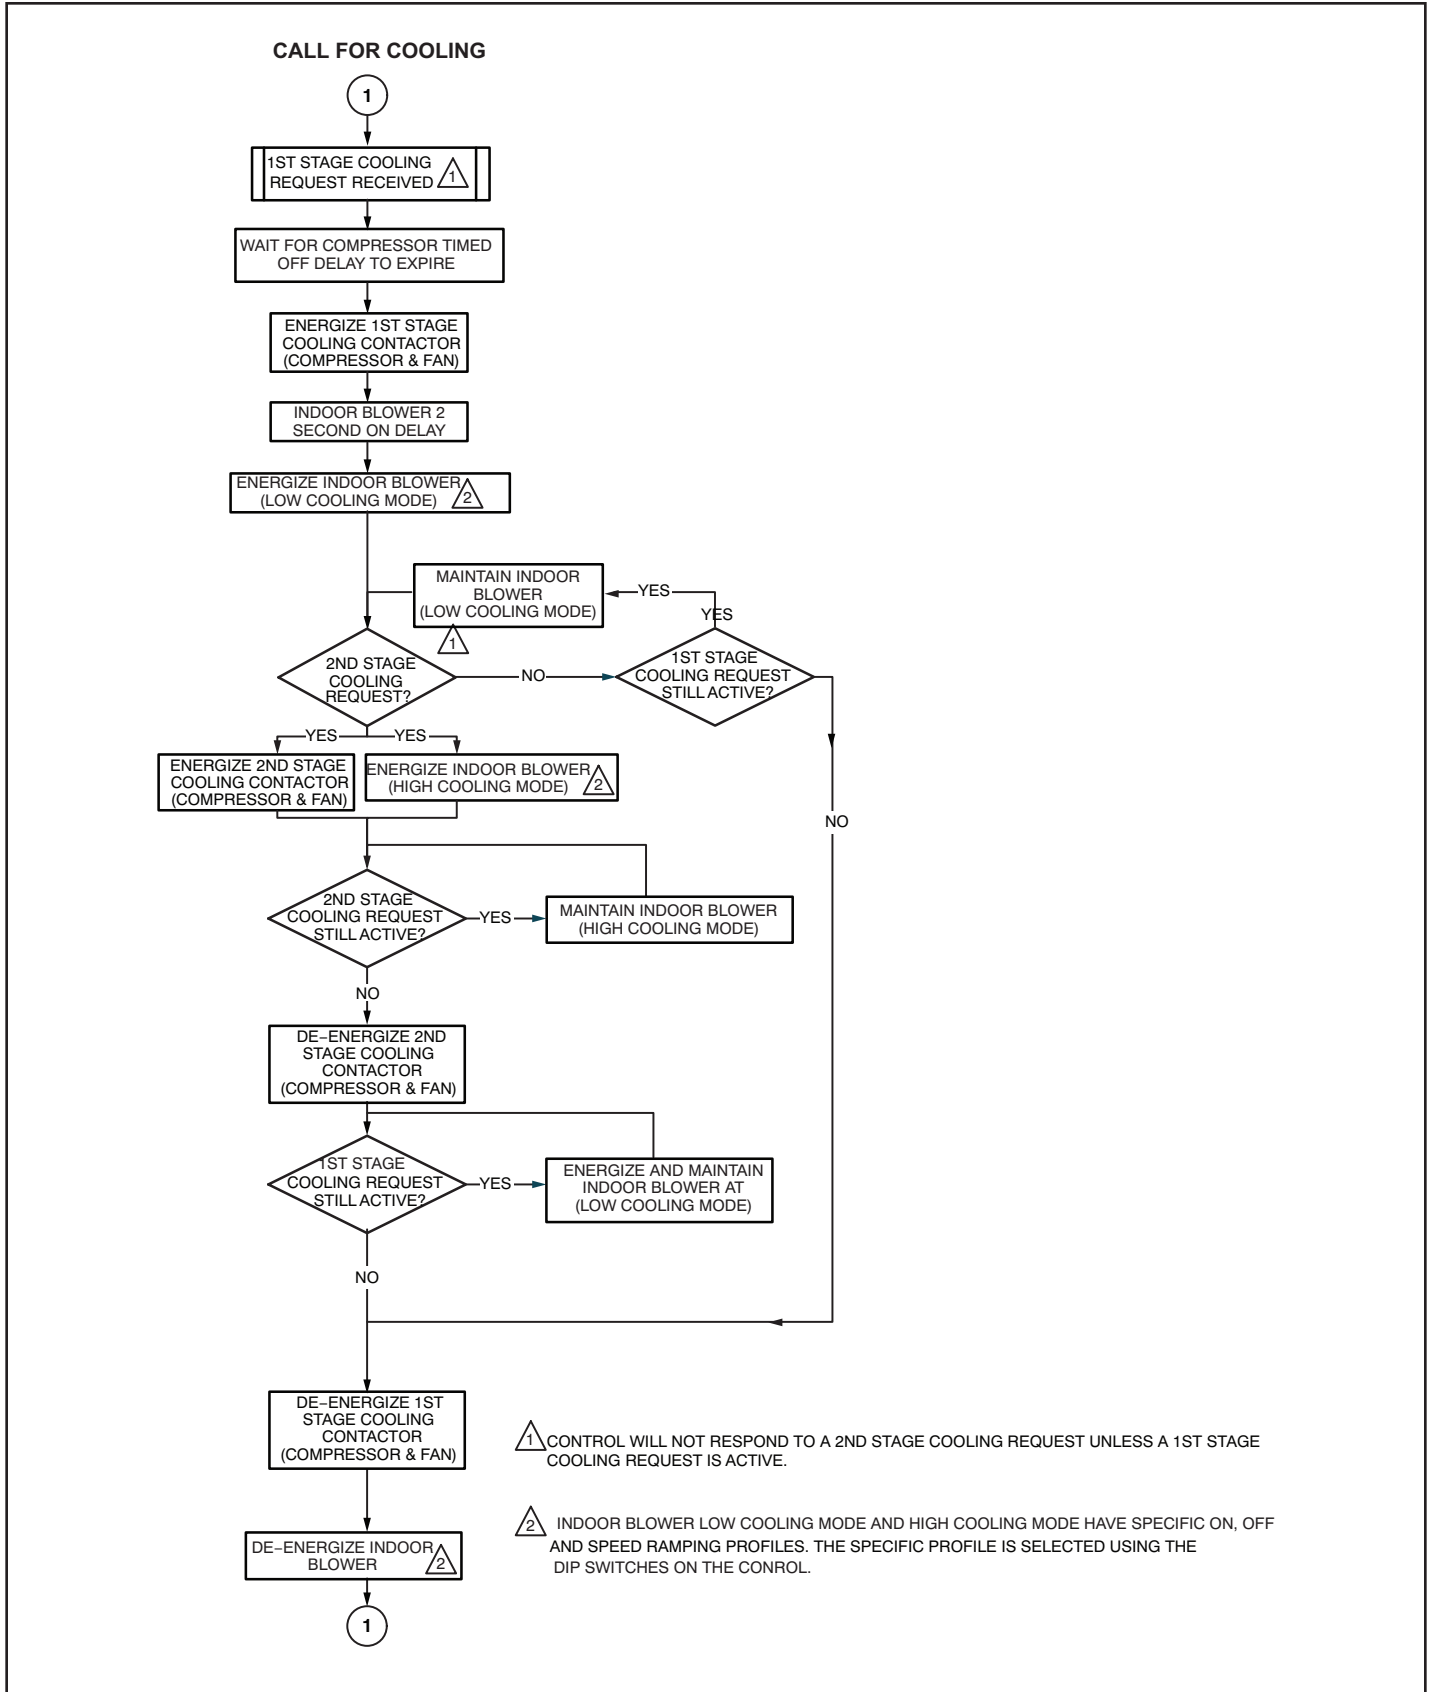 CALL FOR COOLING
1
1ST STAGE COOLING
REQUEST RECEIVED 1
WAIT FOR COMPRESSOR TIMED
OFF DELAY TO EXPIRE
ENERGIZE 1ST STAGE
COOLING CONTACTOR
(COMPRESSOR & FAN)
INDOOR BLOWER 2
SECOND ON DELAY
ENERGIZE INDOOR BLOWER
(LOW COOLING MODE) 2
MAINTAIN INDOOR
BLOWER
(LOW COOLING MODE)
1
YES
YES
2ND STAGE
COOLING
REQUEST?
NO
1ST STAGE
COOLING REQUEST
STILL ACTIVE?
YES
YES
ENERGIZE 2ND STAGE
COOLING CONTACTOR
(COMPRESSOR & FAN)
ENERGIZE INDOOR BLOWER
(HIGH COOLING MODE) 2
NO
2ND STAGE
COOLING REQUEST
STILL ACTIVE?
YES
MAINTAIN INDOOR BLOWER
(HIGH COOLING MODE)
NO
DE-ENERGIZE 2ND
STAGE COOLING
CONTACTOR
(COMPRESSOR & FAN)
1ST STAGE
COOLING REQUEST
STILL ACTIVE?
YES
ENERGIZE AND MAINTAIN
INDOOR BLOWER AT
(LOW COOLING MODE)
NO
DE-ENERGIZE 1ST
STAGE COOLING
CONTACTOR
(COMPRESSOR & FAN)
1 CONTROL WILL NOT RESPOND TO A 2ND STAGE COOLING REQUEST UNLESS A 1ST STAGE
COOLING REQUEST IS ACTIVE.
2 INDOOR BLOWER LOW COOLING MODE AND HIGH COOLING MODE HAVE SPECIFIC ON, OFF
AND SPEED RAMPING PROFILES. THE SPECIFIC PROFILE IS SELECTED USING THE
DIP SWITCHES ON THE CONROL.
DE-ENERGIZE INDOOR
BLOWER 2
1